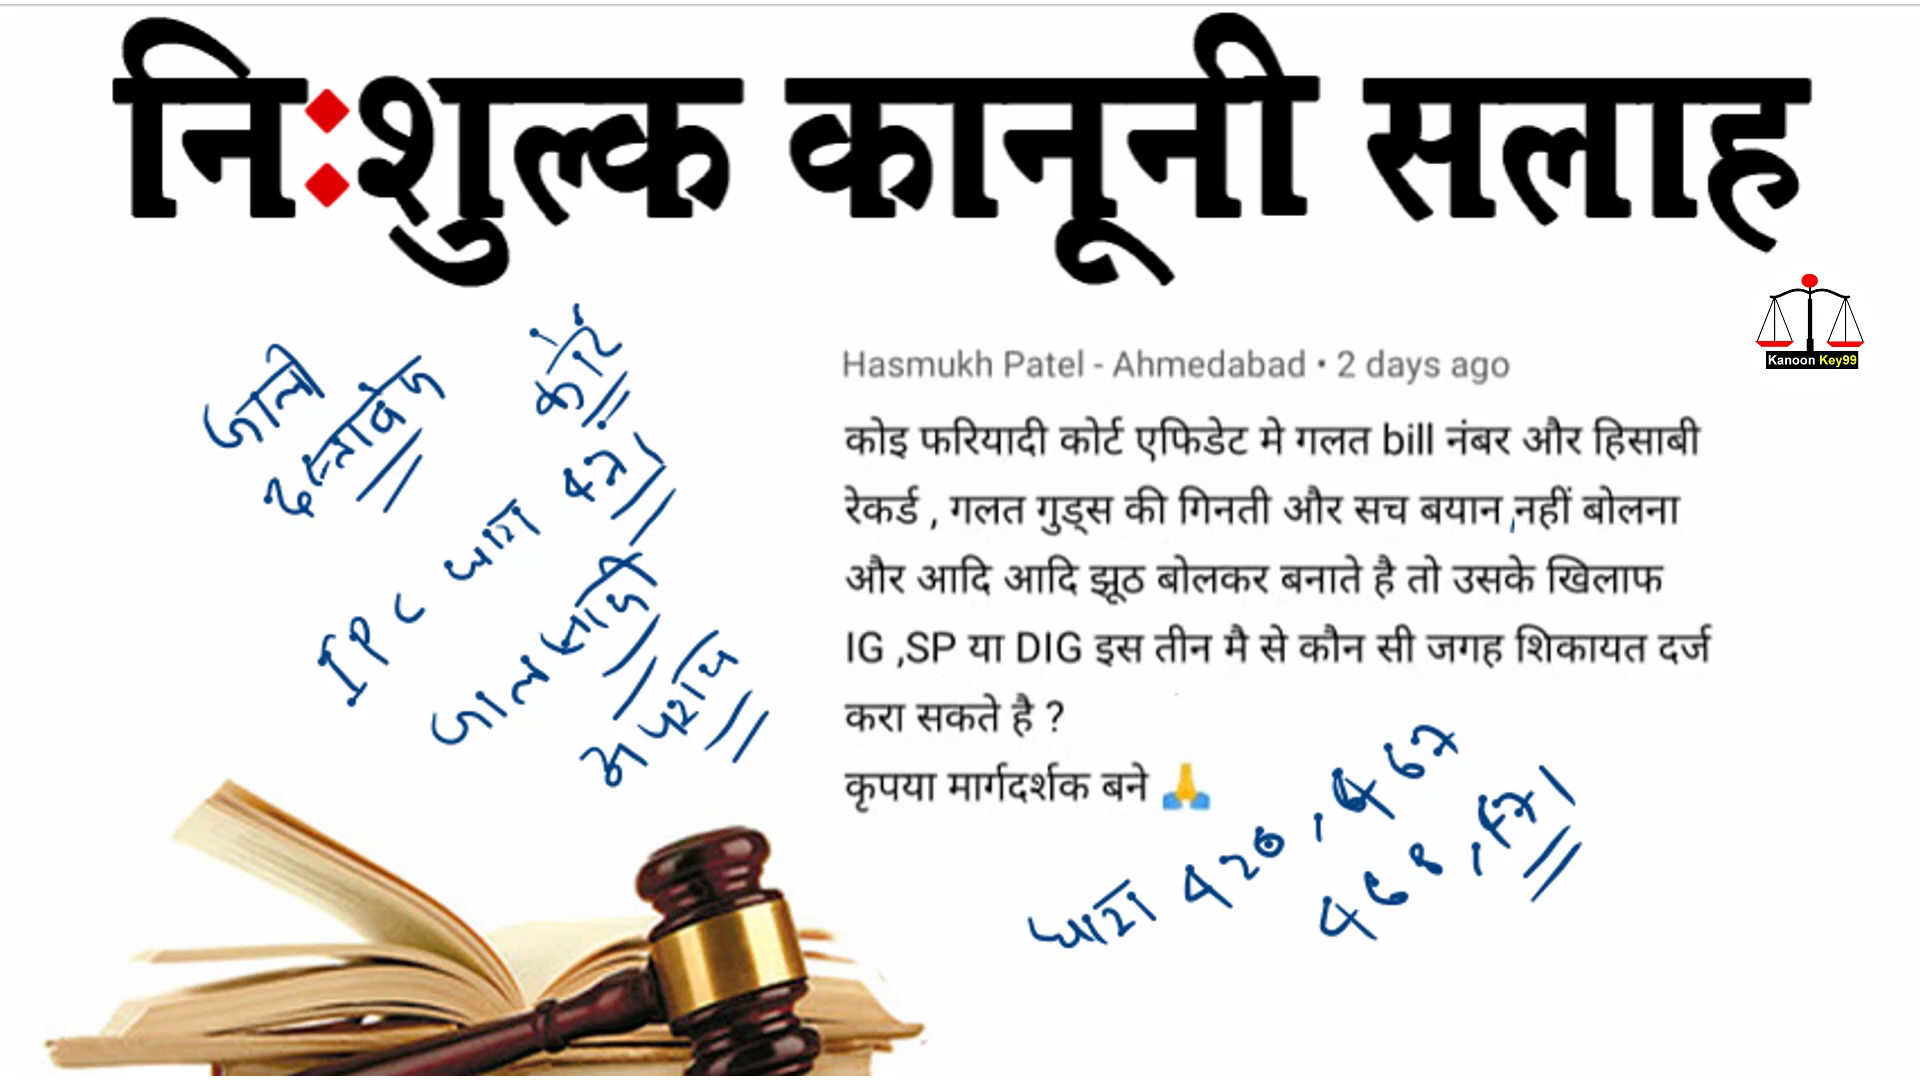 नि:शुल्क कानूनी सलाह
Kanoon Key99
Hasmukh Patel - Ahmedabad • 2 days ago
कोइ फरियादी कोर्ट एफिडेट मे गलत bill नंबर और हिसाबी
रेकर्ड , गलत गुड्स की गिनती और सच बयान नहीं बोलना
और आदि आदि झूठ बोलकर बनाते है तो उसके खिलाफ
IG ,SP या DIG इस तीन मै से कौन सी जगह शिकायत दर्ज
करा सकते है ?
कृपया मार्गदर्शक बने 🙏
जाली
दस्तावेज
कोर्ट
IPC धारा 471
जालसाजी
अपराध
धारा 420, 467
468, 471